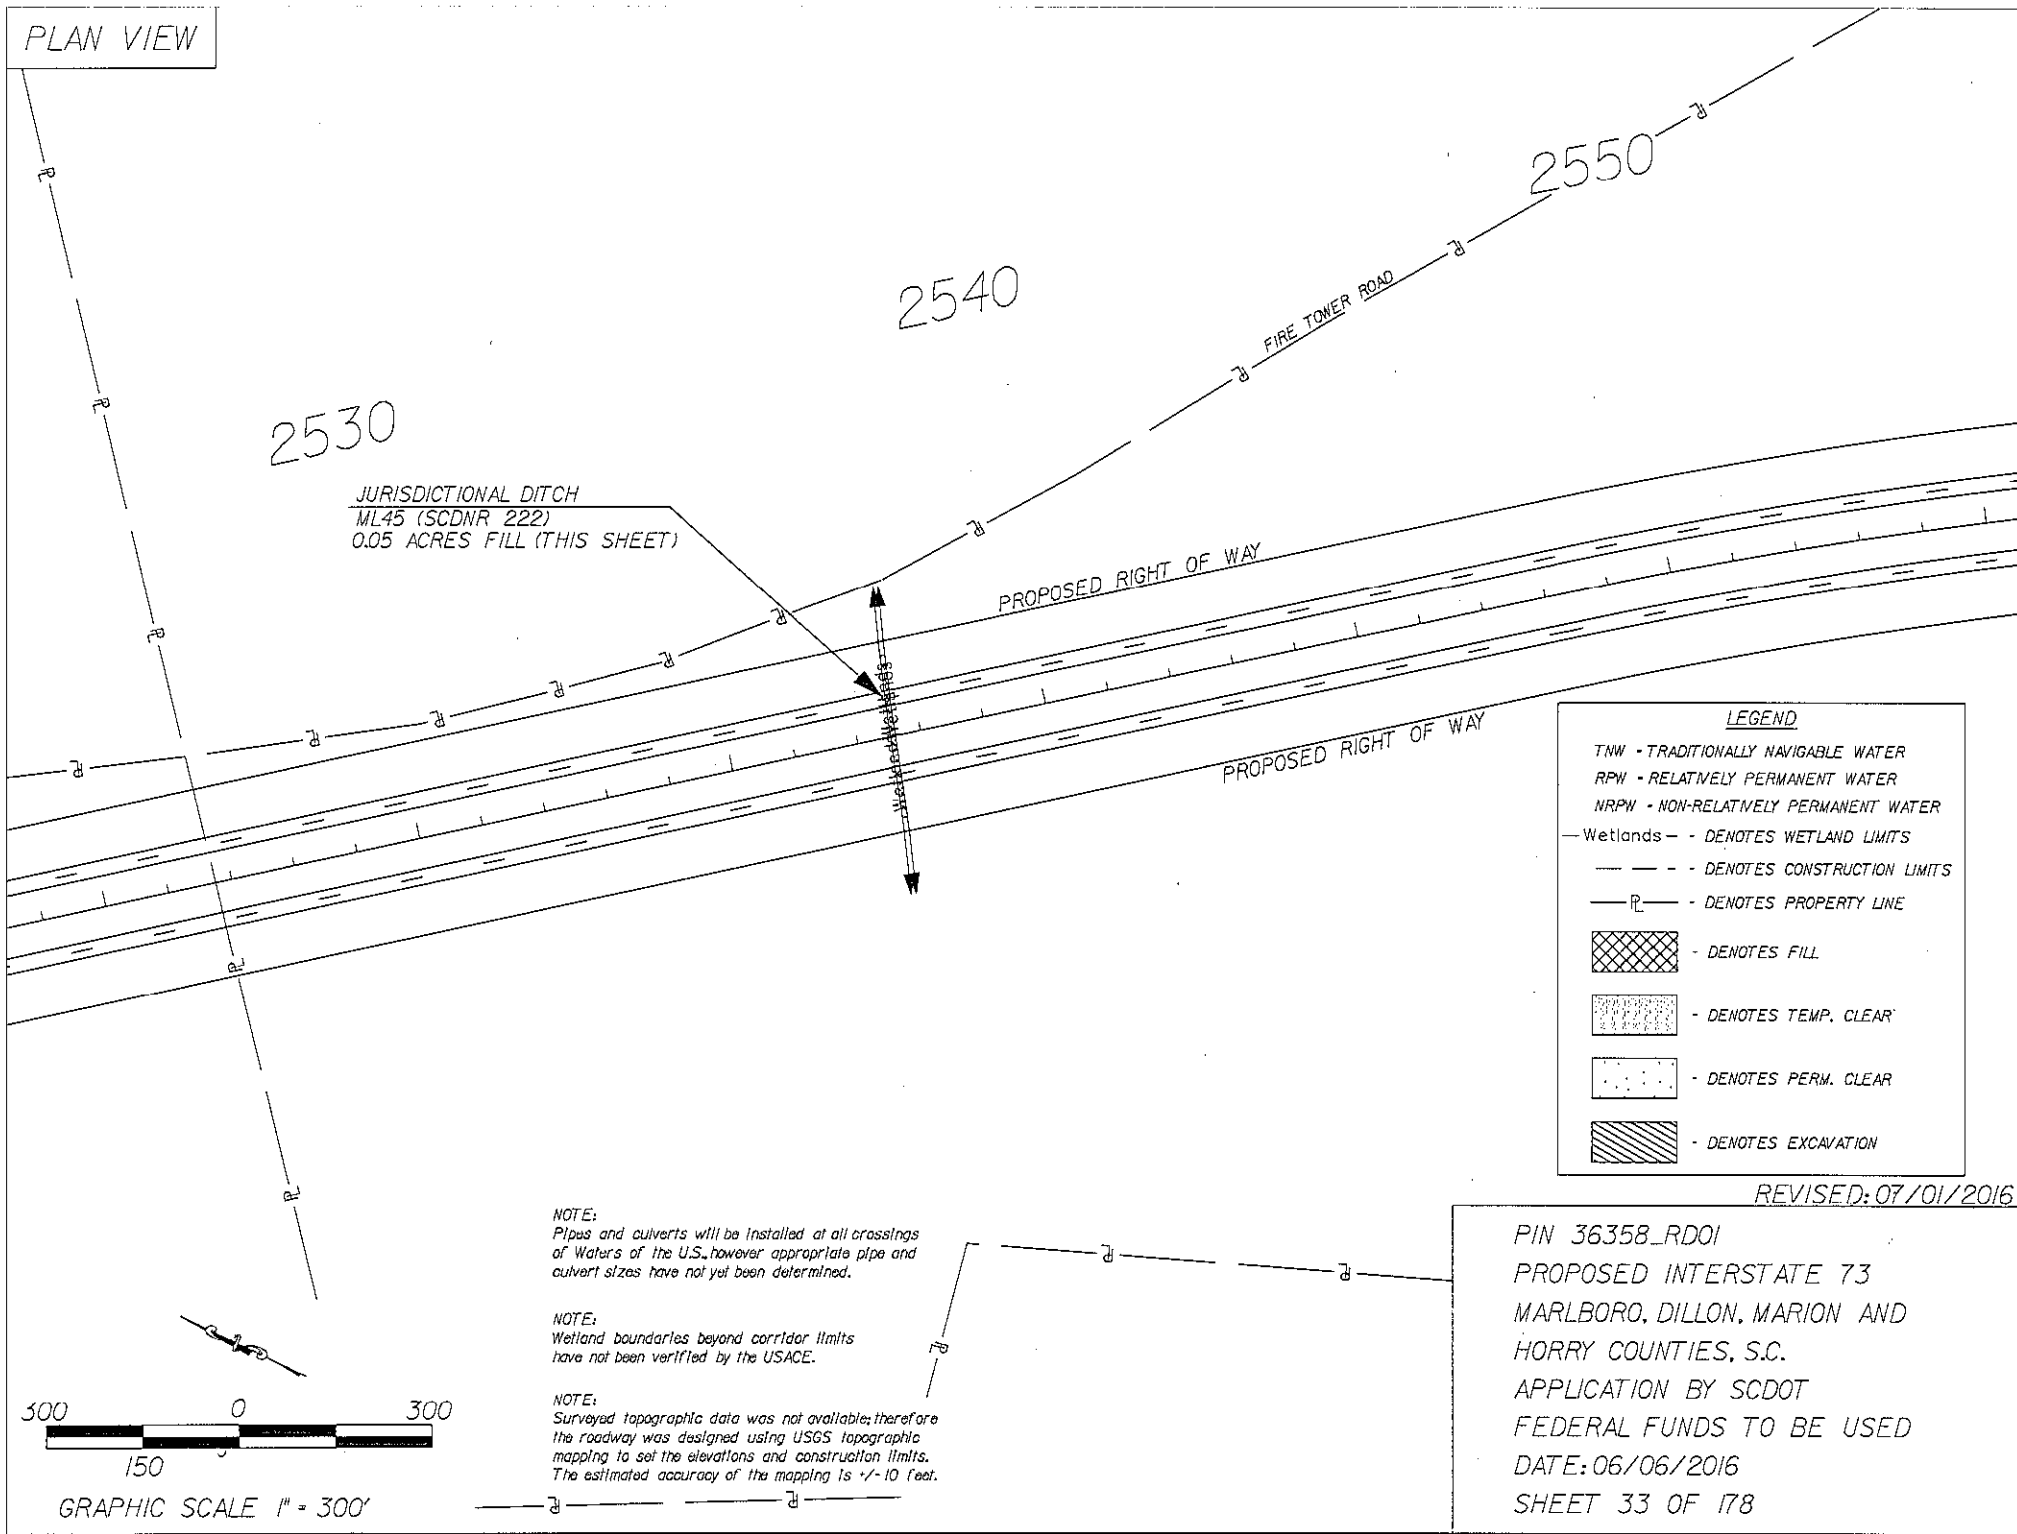 PLAN VIEW
2550
2540
FIRE TOWER ROAD
2530
JURISDICTIONAL DITCH
ML45 (SCDNR 222)
0.05 ACRES FILL (THIS SHEET)
PROPOSED RIGHT OF WAY
PROPOSED RIGHT OF WAY
LEGEND
TNW - TRADITIONALLY NAVIGABLE WATER
RPW - RELATIVELY PERMANENT WATER
NRPW - NON-RELATIVELY PERMANENT WATER
Wetlands - DENOTES WETLAND LIMITS
- DENOTES CONSTRUCTION LIMITS
PL - DENOTES PROPERTY LINE
- DENOTES FILL
- DENOTES TEMP. CLEAR
- DENOTES PERM. CLEAR
- DENOTES EXCAVATION
REVISED: 07/01/2016
NOTE:
Pipes and culverts will be installed at all crossings
of Waters of the U.S., however appropriate pipe and
culvert sizes have not yet been determined.
NOTE:
Wetland boundaries beyond corridor limits
have not been verified by the USACE.
NOTE:
Surveyed topographic data was not available; therefore
the roadway was designed using USGS topographic
mapping to set the elevations and construction limits.
The estimated accuracy of the mapping is +/- 10 feet.
300 0 300
150
GRAPHIC SCALE 1" = 300'
PIN 36358_RD01
PROPOSED INTERSTATE 73
MARLBORO, DILLON, MARION AND
HORRY COUNTIES, S.C.
APPLICATION BY SCDOT
FEDERAL FUNDS TO BE USED
DATE: 06/06/2016
SHEET 33 OF 178